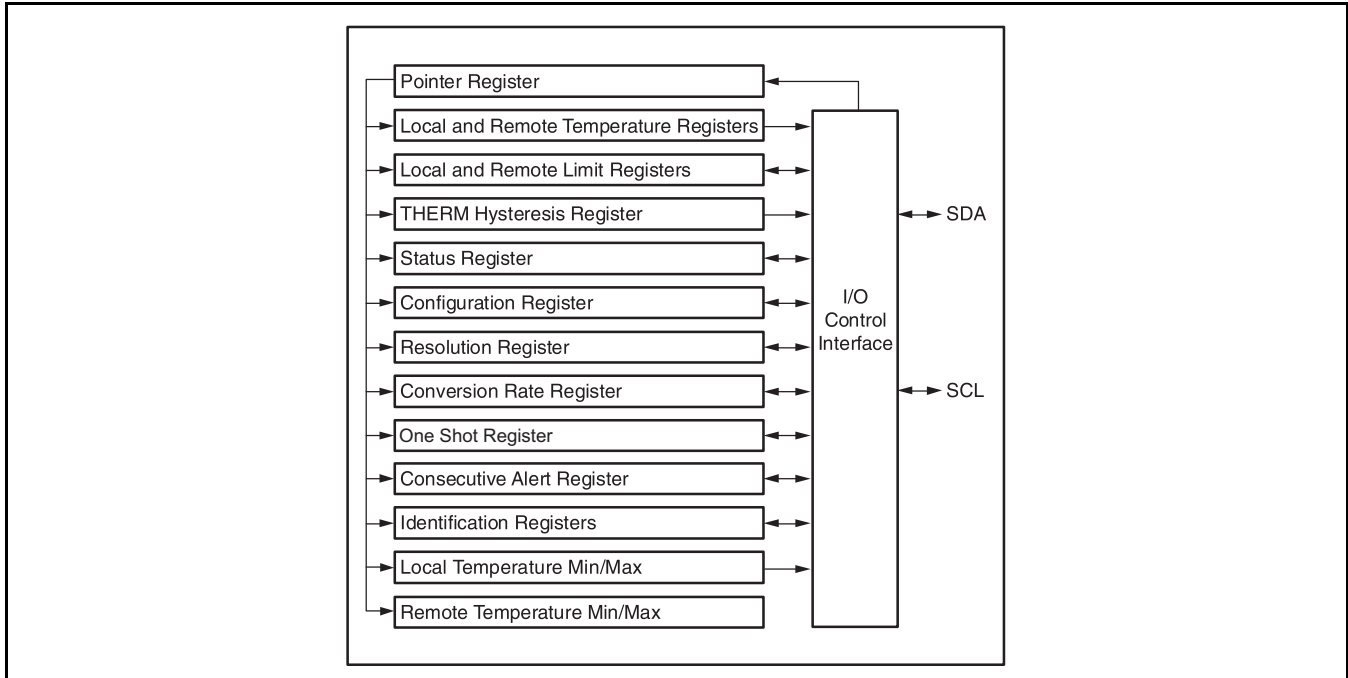 Pointer Register
Local and Remote Temperature Registers
Local and Remote Limit Registers
THERM Hysteresis Register
SDA
Status Register
Configuration Register
I/O
Control
Interface
Resolution Register
Conversion Rate Register
SCL
One Shot Register
Consecutive Alert Register
Identification Registers
Local Temperature Min/Max
Remote Temperature Min/Max